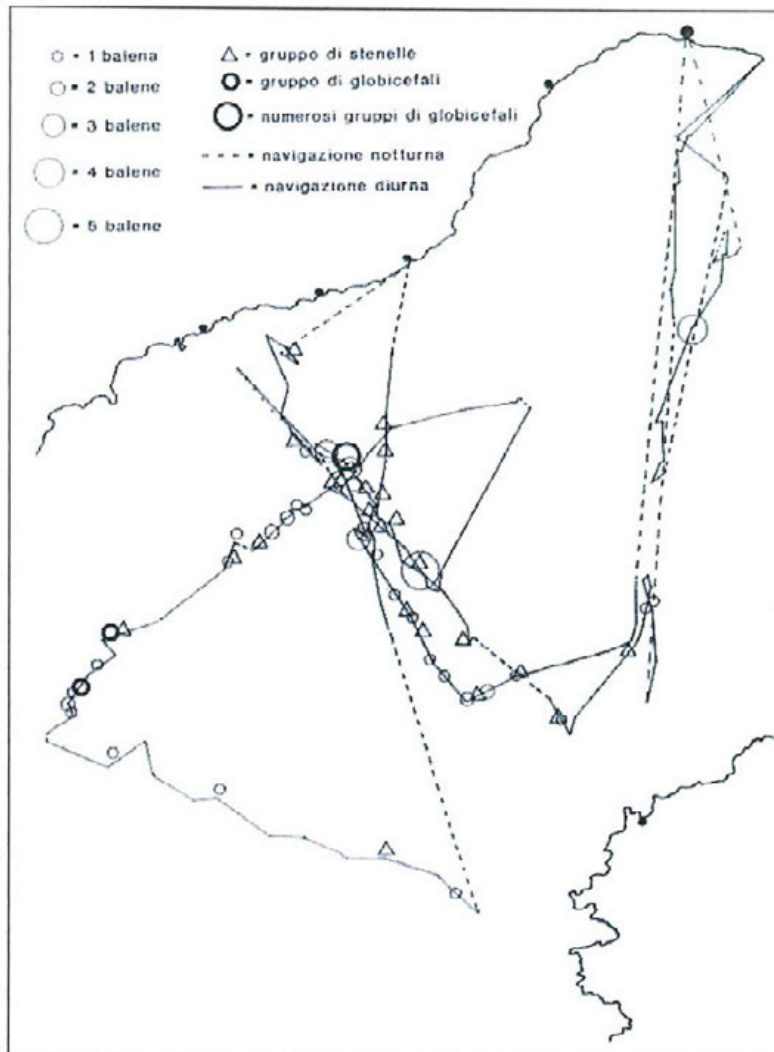 - 1 balena
- 2 balene
- 3 balene
- 4 balene
- 5 balene
- gruppo di stenelle
- gruppo di globicefali
- numerosi gruppi di globicefali
- navigazione notturna
- navigazione diurna